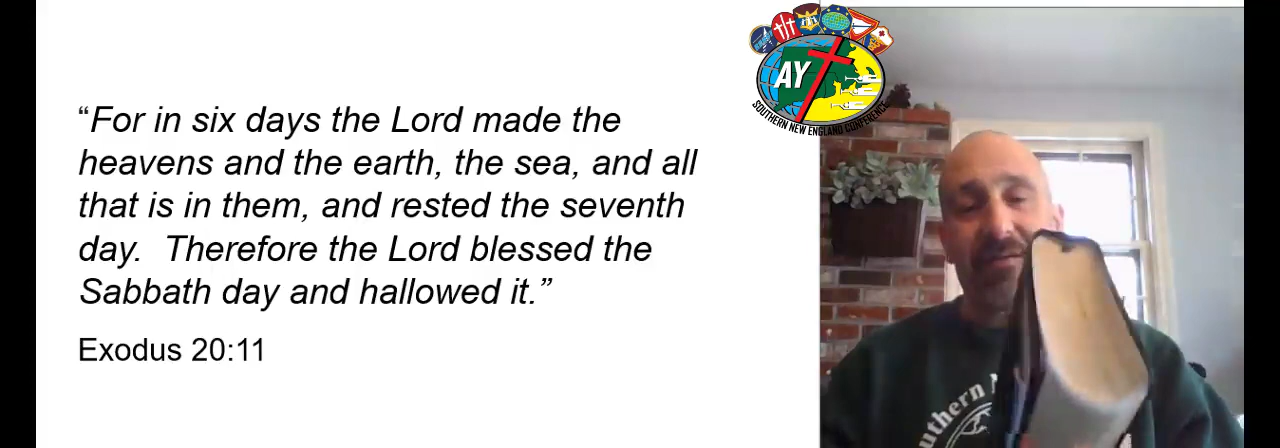 “For in six days the Lord made the
heavens and the earth, the sea, and all
that is in them, and rested the seventh
day.  Therefore the Lord blessed the
Sabbath day and hallowed it.”
Exodus 20:11
AY
SOUTHERN NEW ENGLAND CONFERENCE